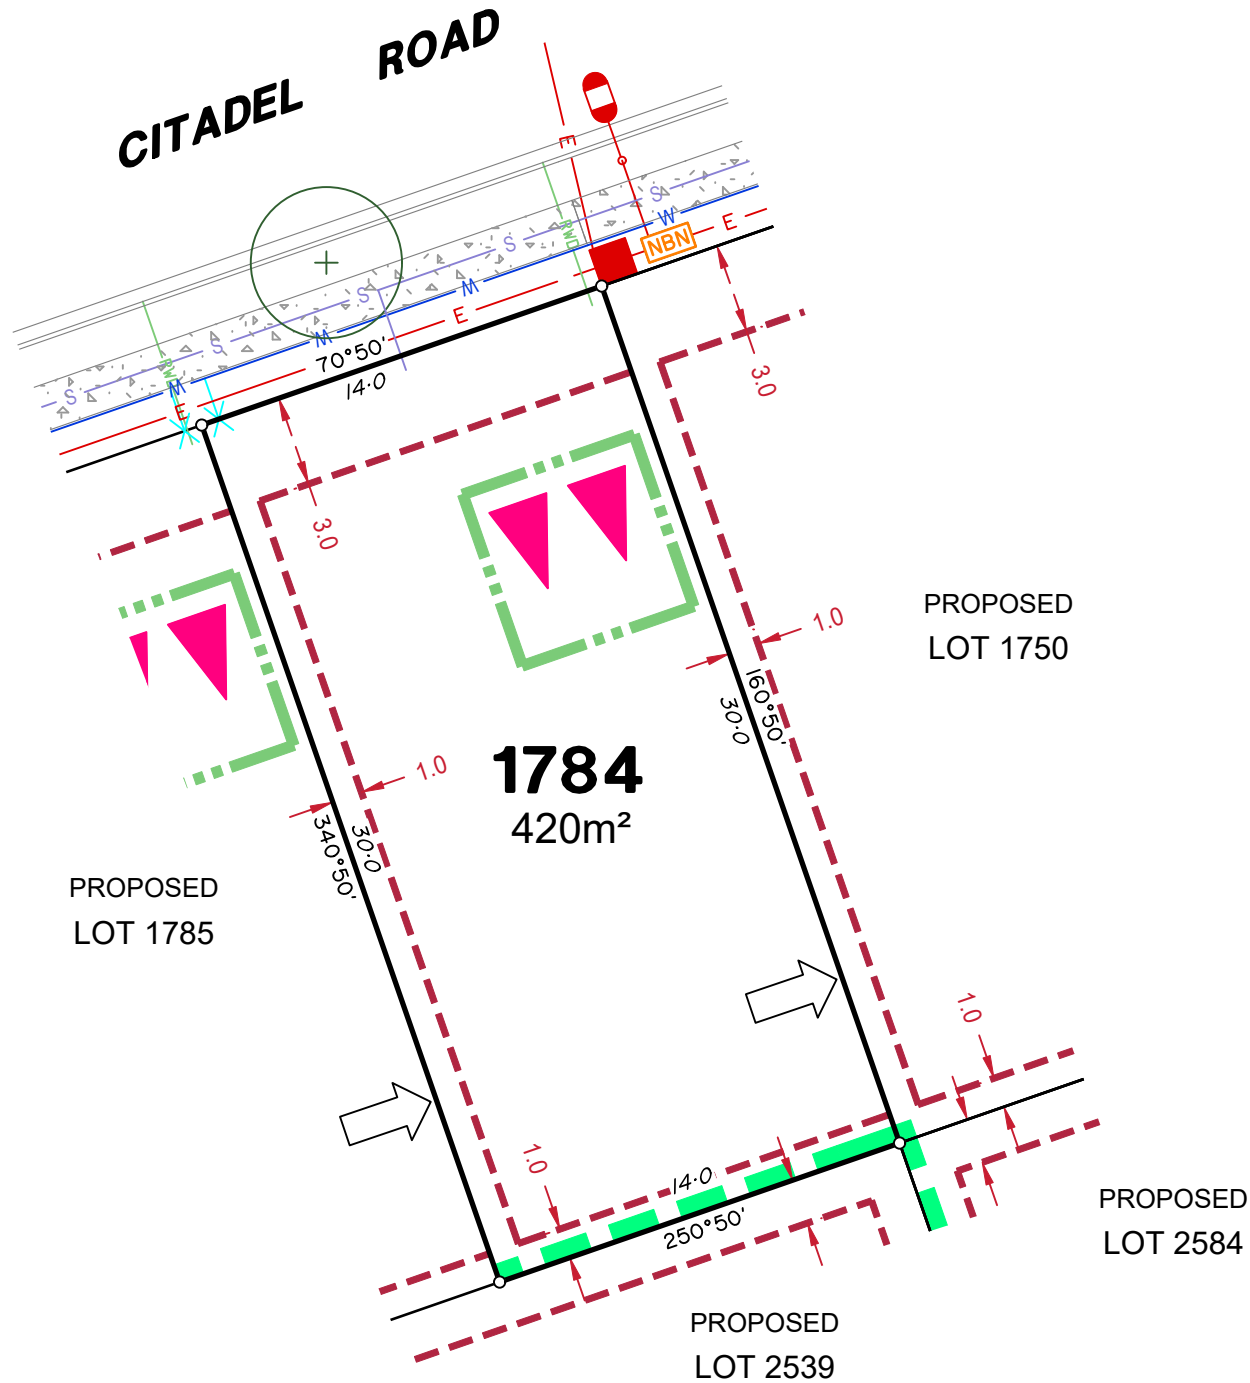 CITADEL ROAD
E
RWD
S
W
E
NBN
S
M
E
S
M
S
M
E
S
RWD
70°50'
14·0
3.0
3.0
PROPOSED
LOT 1750
1.0
160°50'
30·0
1784
420m²
1.0
30·0
340°50'
PROPOSED
LOT 1785
1.0
1.0
14·0
250°50'
PROPOSED
LOT 2584
PROPOSED
LOT 2539